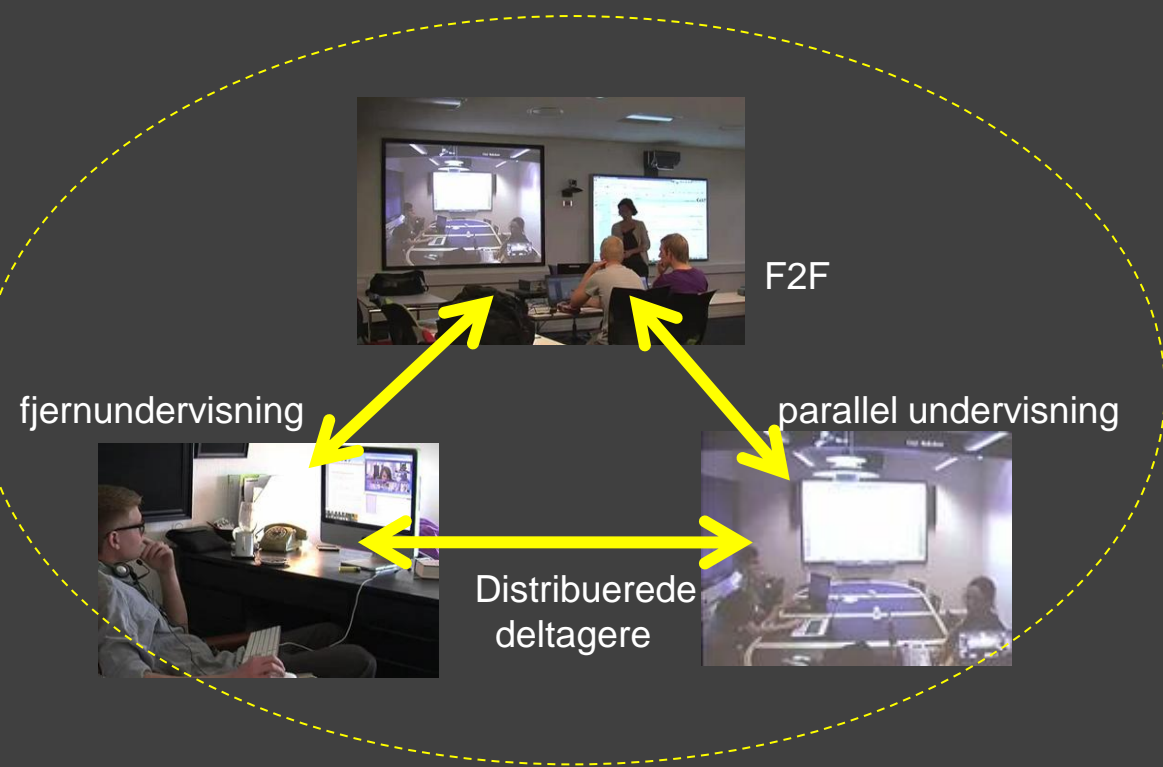 F2F
fjernundervisning
parallel undervisning
Distribuerede
deltagere